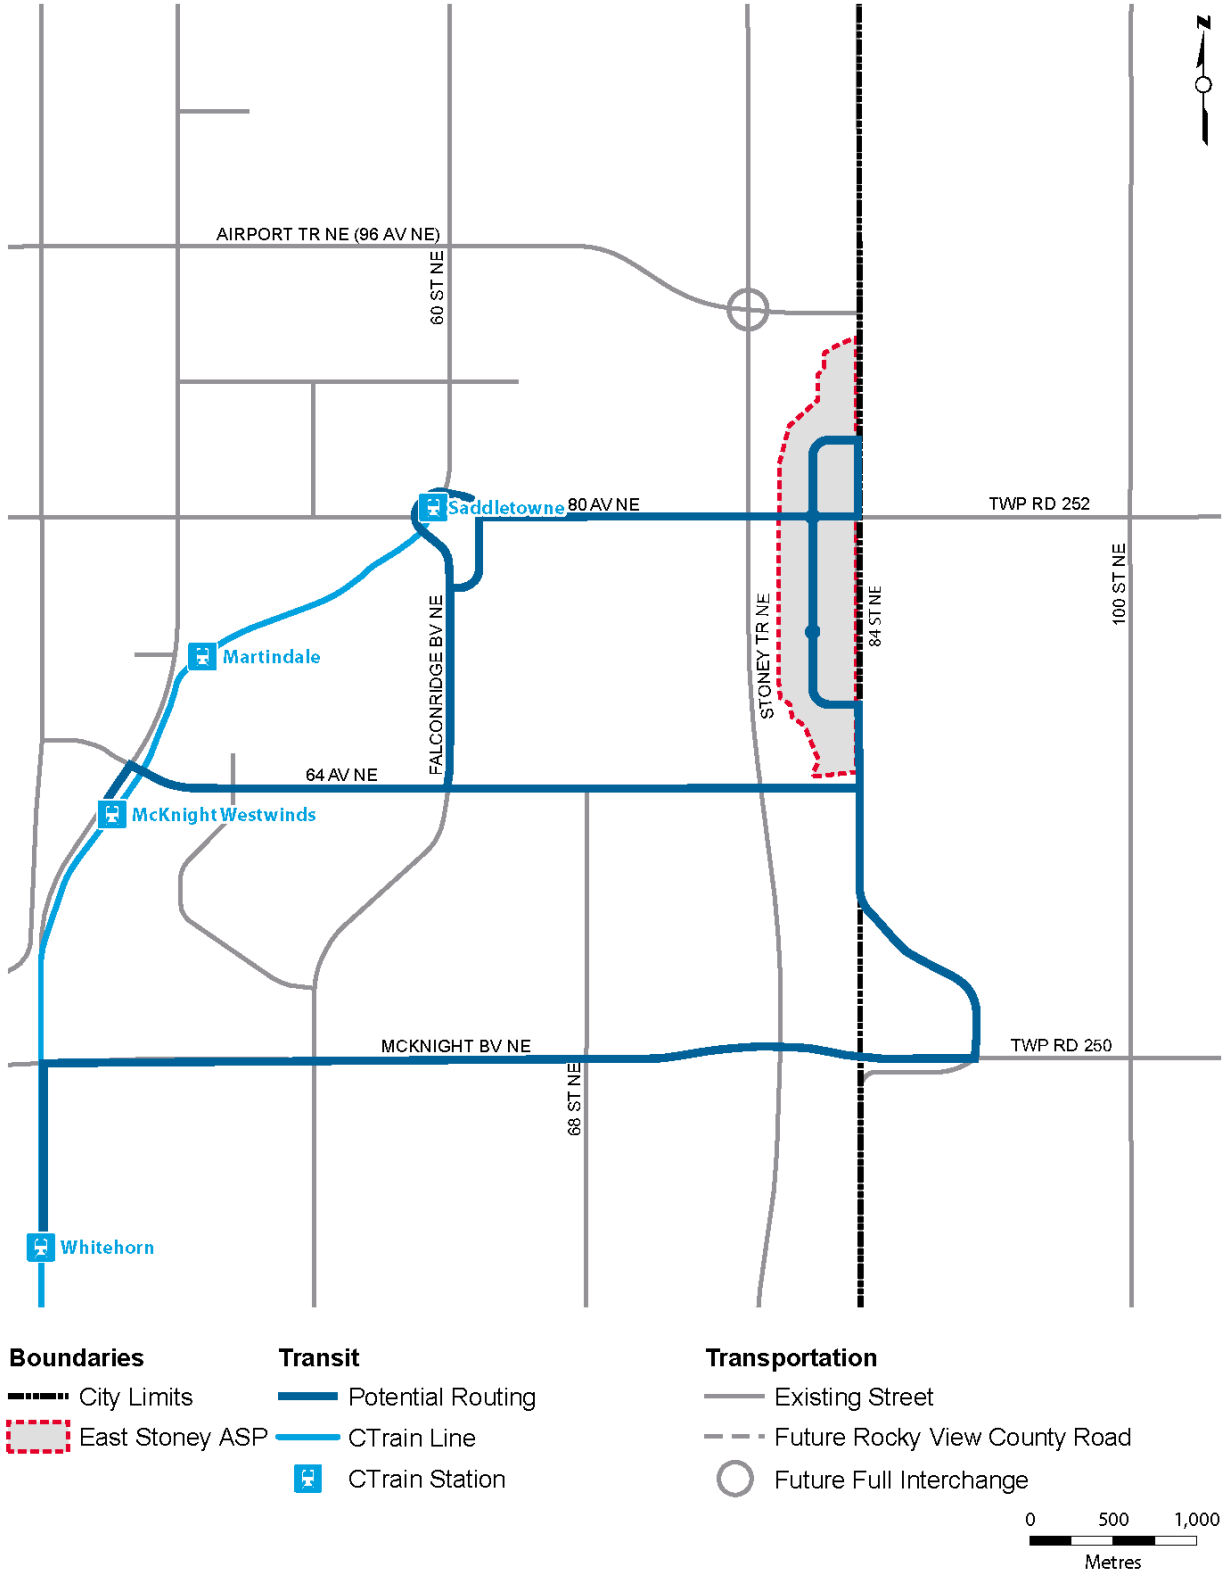 N
AIRPORT TR NE (96 AV NE)
60 ST NE
Saddletowne
80 AV NE
TWP RD 252
100 ST NE
84 ST NE
STONEY TR NE
FALCONRIDGE BV NE
Martindale
64 AV NE
McKnight Westwinds
MCKNIGHT BV NE
TWP RD 250
68 ST NE
Whitehorn
Boundaries
City Limits
East Stoney ASP
Transit
Potential Routing
CTrain Line
CTrain Station
Transportation
Existing Street
Future Rocky View County Road
Future Full Interchange
0 500 1,000
Metres